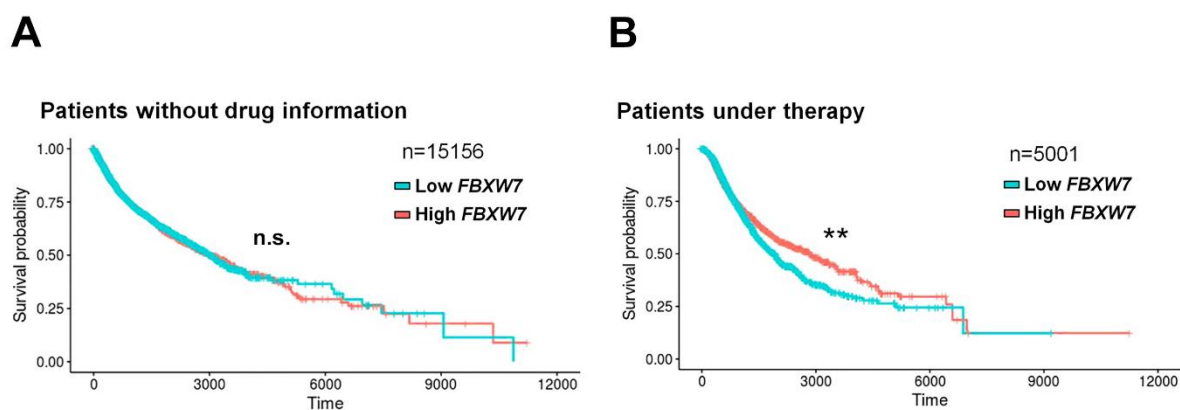 A
Patients without drug information
n=15156
Low FBXW7
High FBXW7
n.s.
Survival probability
1.00
0.75
0.50
0.25
0.00
0
3000
6000
9000
12000
Time
B
Patients under therapy
n=5001
Low FBXW7
High FBXW7
**
Survival probability
1.00
0.75
0.50
0.25
0.00
0
3000
6000
9000
12000
Time